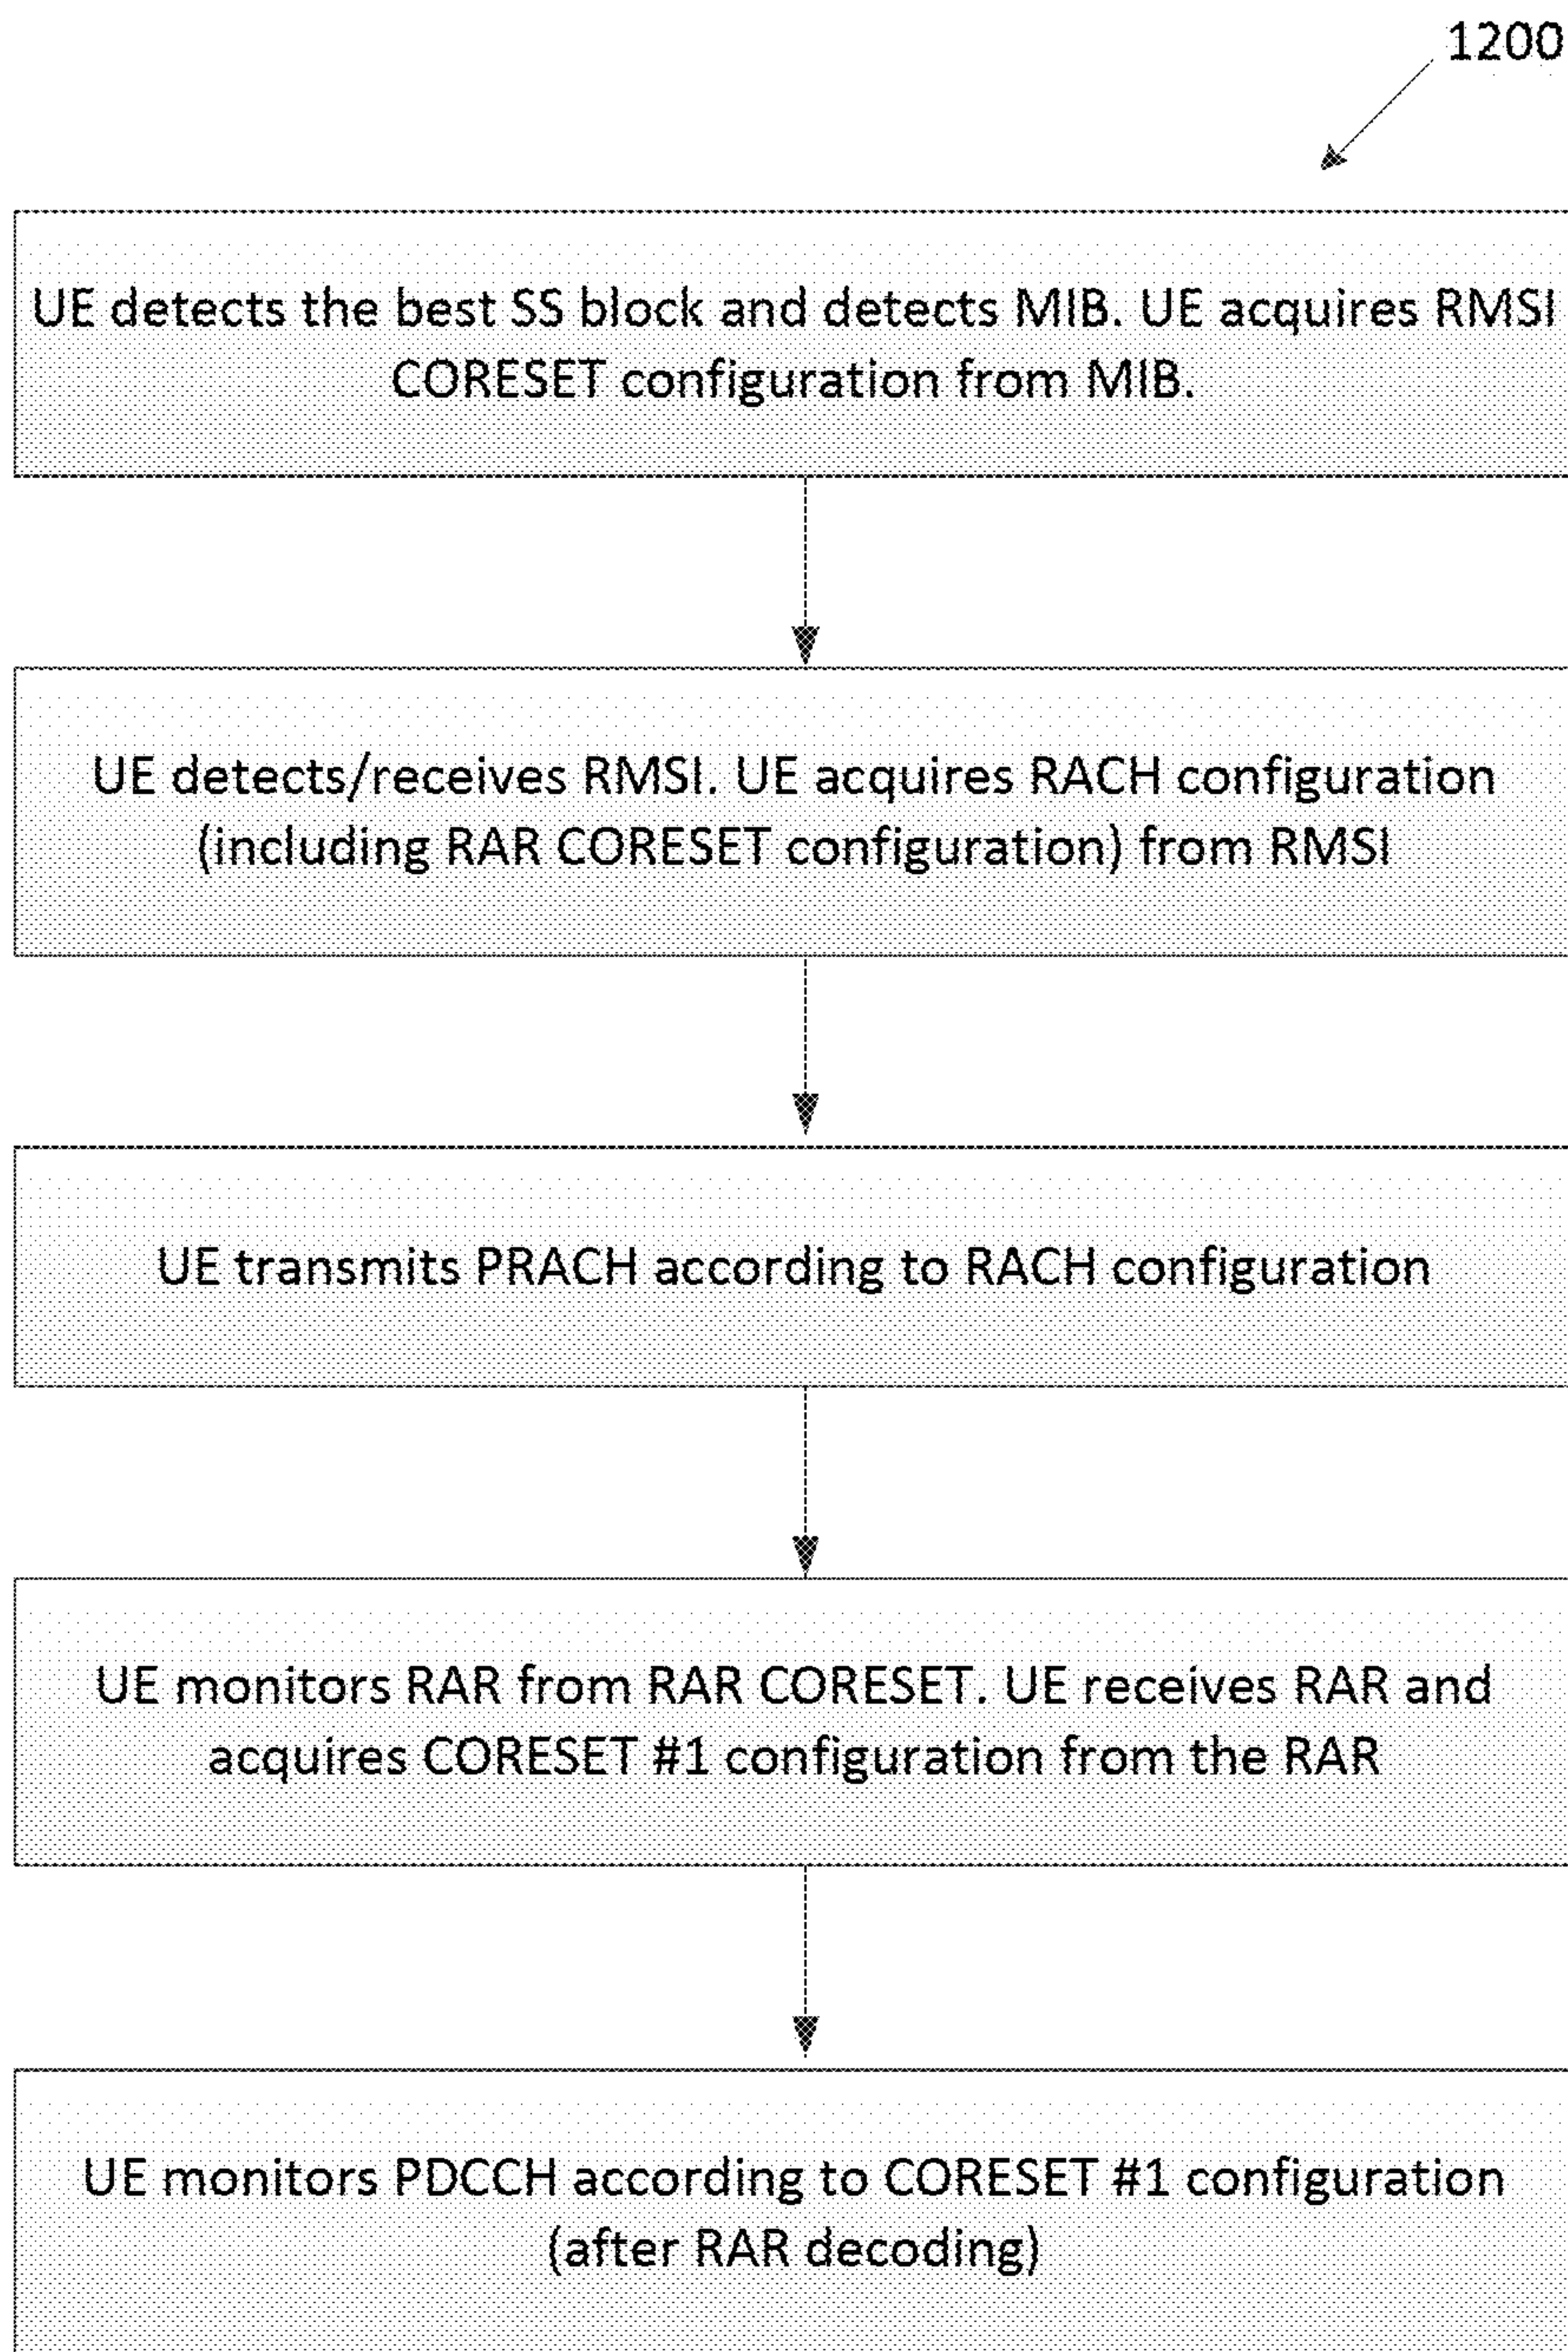 1200
UE detects the best SS block and detects MIB. UE acquires RMSI
CORESET configuration from MIB.
UE detects/receives RMSI. UE acquires RACH configuration
(including RAR CORESET configuration) from RMSI
UE transmits PRACH according to RACH configuration
UE monitors RAR from RAR CORESET. UE receives RAR and
acquires CORESET #1 configuration from the RAR
UE monitors PDCCH according to CORESET #1 configuration
(after RAR decoding)